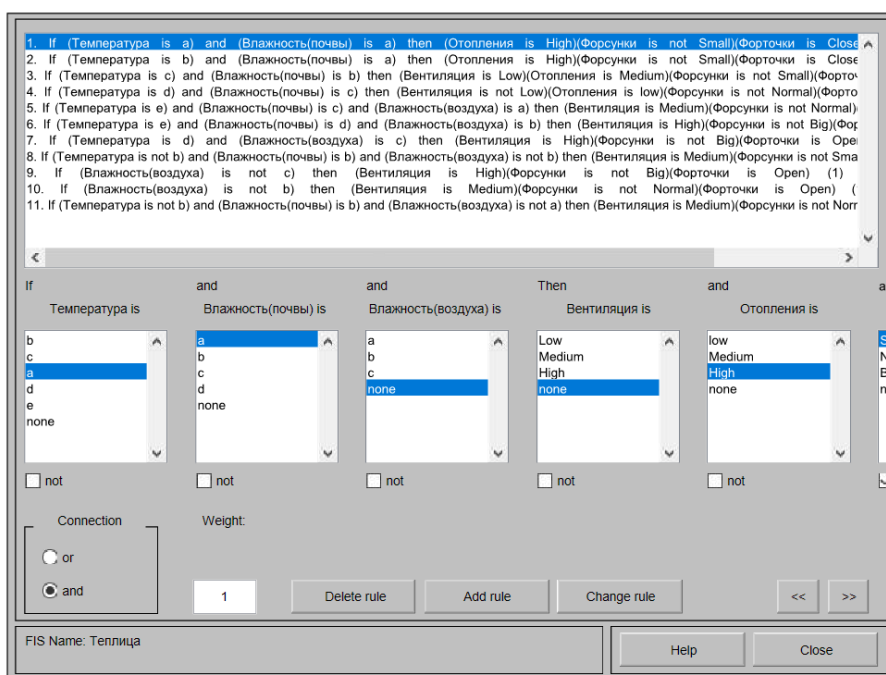 1. If (Температура is a) and (Влажность(почвы) is a) then (Отопления is High)(Форсунки is not Small)(Форточки is Close
2. If (Температура is b) and (Влажность(почвы) is a) then (Отопления is High)(Форсунки is not Small)(Форточки is Close
3. If (Температура is c) and (Влажность(почвы) is b) then (Вентиляция is Low)(Отопления is Medium)(Форсунки is not Small)(Форточ
4. If (Температура is d) and (Влажность(почвы) is c) then (Вентиляция is not Low)(Отопления is low)(Форсунки is not Normal)(Форто
5. If (Температура is e) and (Влажность(почвы) is c) and (Влажность(воздуха) is a) then (Вентиляция is Medium)(Форсунки is not Normal)(
6. If (Температура is e) and (Влажность(почвы) is d) and (Влажность(воздуха) is b) then (Вентиляция is High)(Форсунки is not Big)(Фор
7. If (Температура is d) and (Влажность(воздуха) is c) then (Вентиляция is High)(Форсунки is not Big)(Форточки is Ope
8. If (Температура is not b) and (Влажность(почвы) is b) and (Влажность(воздуха) is not b) then (Вентиляция is Medium)(Форсунки is not Sma
9. If (Влажность(воздуха) is not c) then (Вентиляция is High)(Форсунки is not Big)(Форточки is Open) (1)
10. If (Влажность(воздуха) is not b) then (Вентиляция is Medium)(Форсунки is not Normal)(Форточки is Open) (
11. If (Температура is not b) and (Влажность(почвы) is b) and (Влажность(воздуха) is not a) then (Вентиляция is Medium)(Форсунки is not Norr
If and and Then and a
Температура is Влажность(почвы) is Влажность(воздуха) is Вентиляция is Отопления is
b a a Low low S
c b b Medium Medium N
a c c High High B
d d none none none n
e none
none
not not not not not
Connection Weight:
or
and 1 Delete rule Add rule Change rule << >>
FIS Name: Теплица Help Close